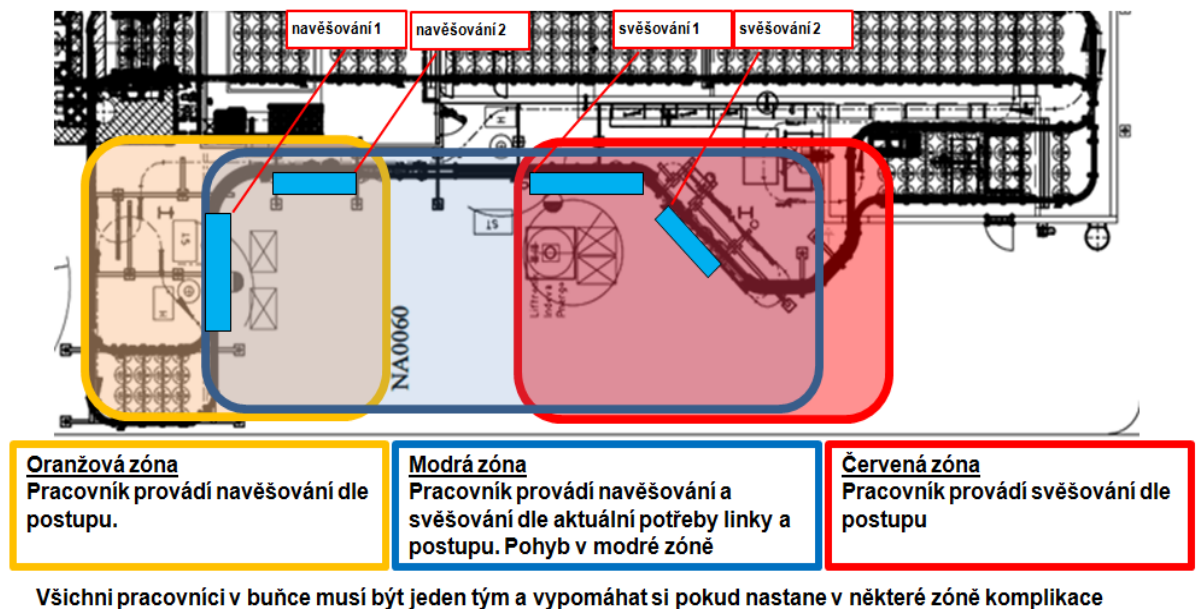 navěšování 1
navěšování 2
svěšování 1
svěšování 2
H
ST
ST
H
NA0060
Oranžová zóna
Pracovník provádí navěšování dle
postupu.
Modrá zóna
Pracovník provádí navěšování a
svěšování dle aktuální potřeby linky a
postupu. Pohyb v modré zóně
Červená zóna
Pracovník provádí svěšování dle
postupu
Všichni pracovníci v buňce musí být jeden tým a vypomáhat si pokud nastane v některé zóně komplikace